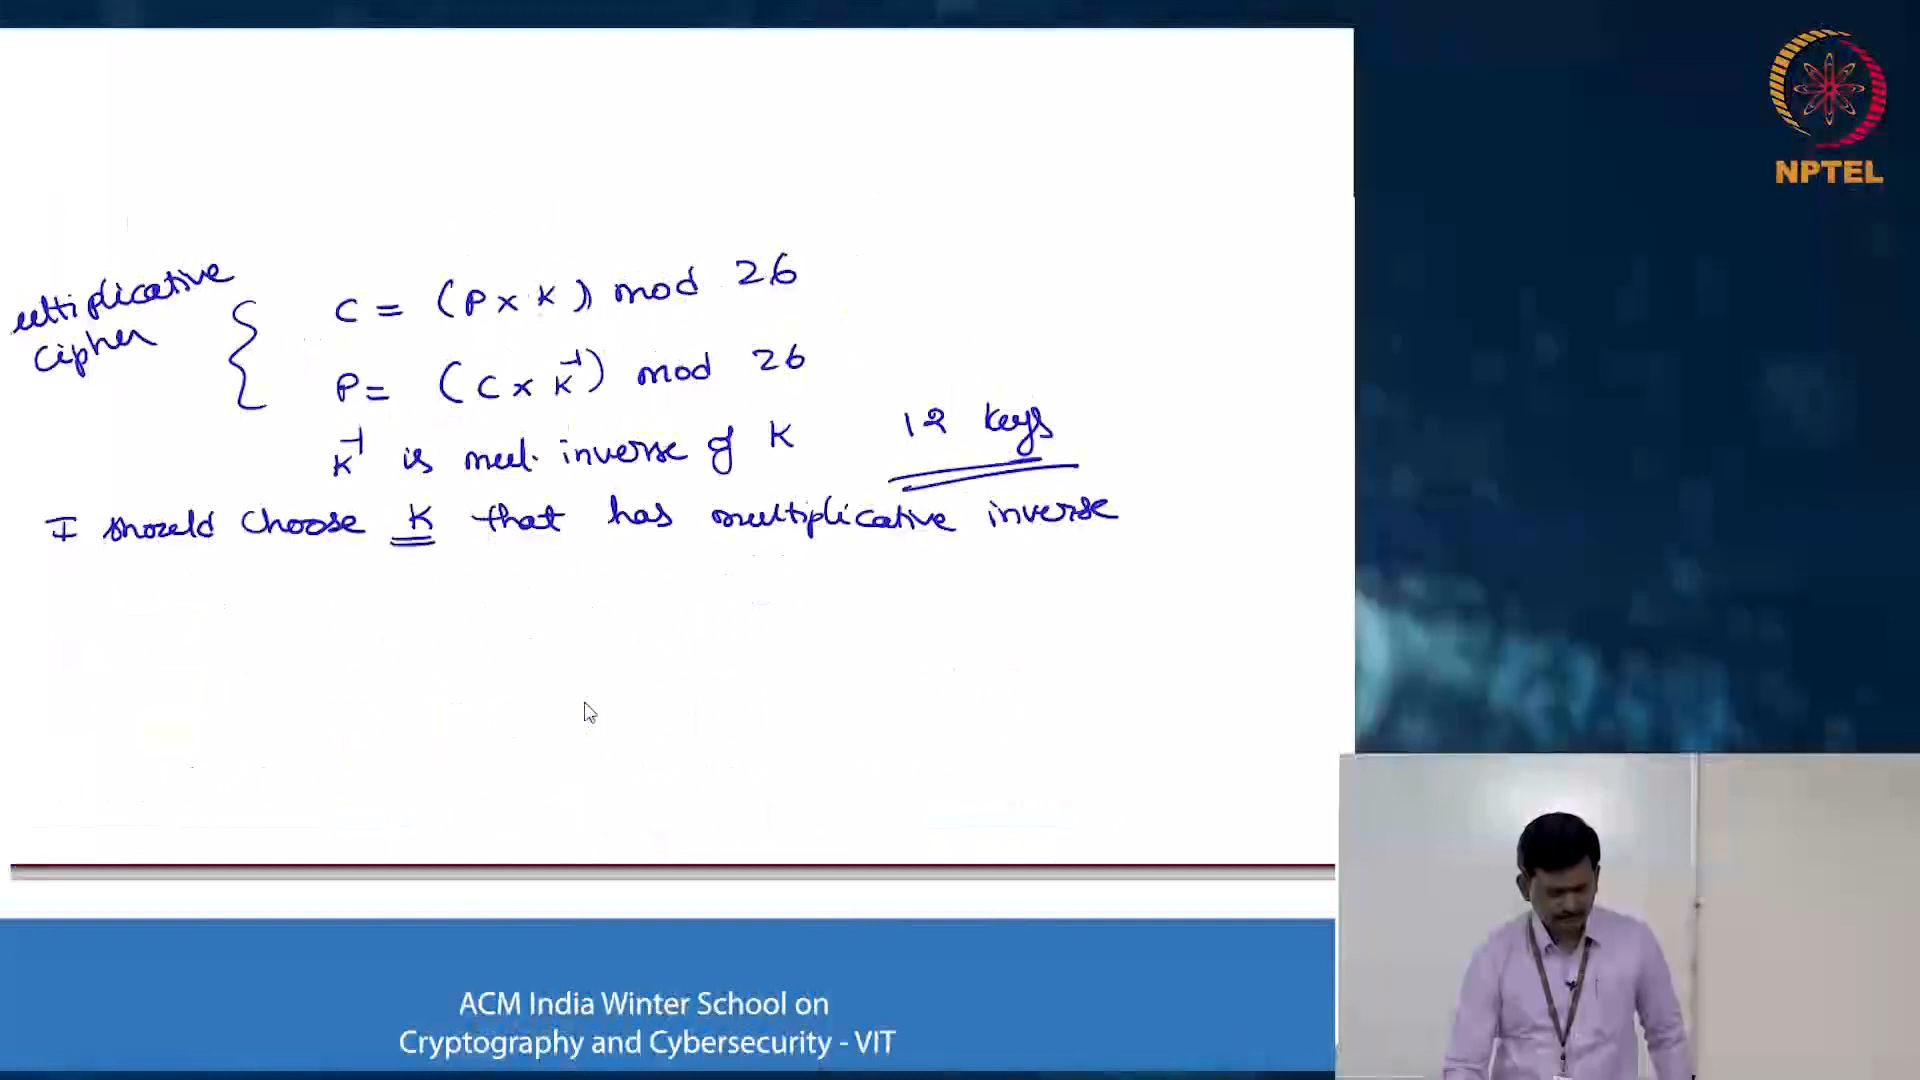 NPTEL
C = (P x K) mod 26
cipher
P = (C x K⁻¹) mod 26
12 keys
K⁻¹ is mul. inverse of K
I should choose K that has multiplicative inverse
ACM India Winter School on
Cryptography and Cybersecurity - VIT